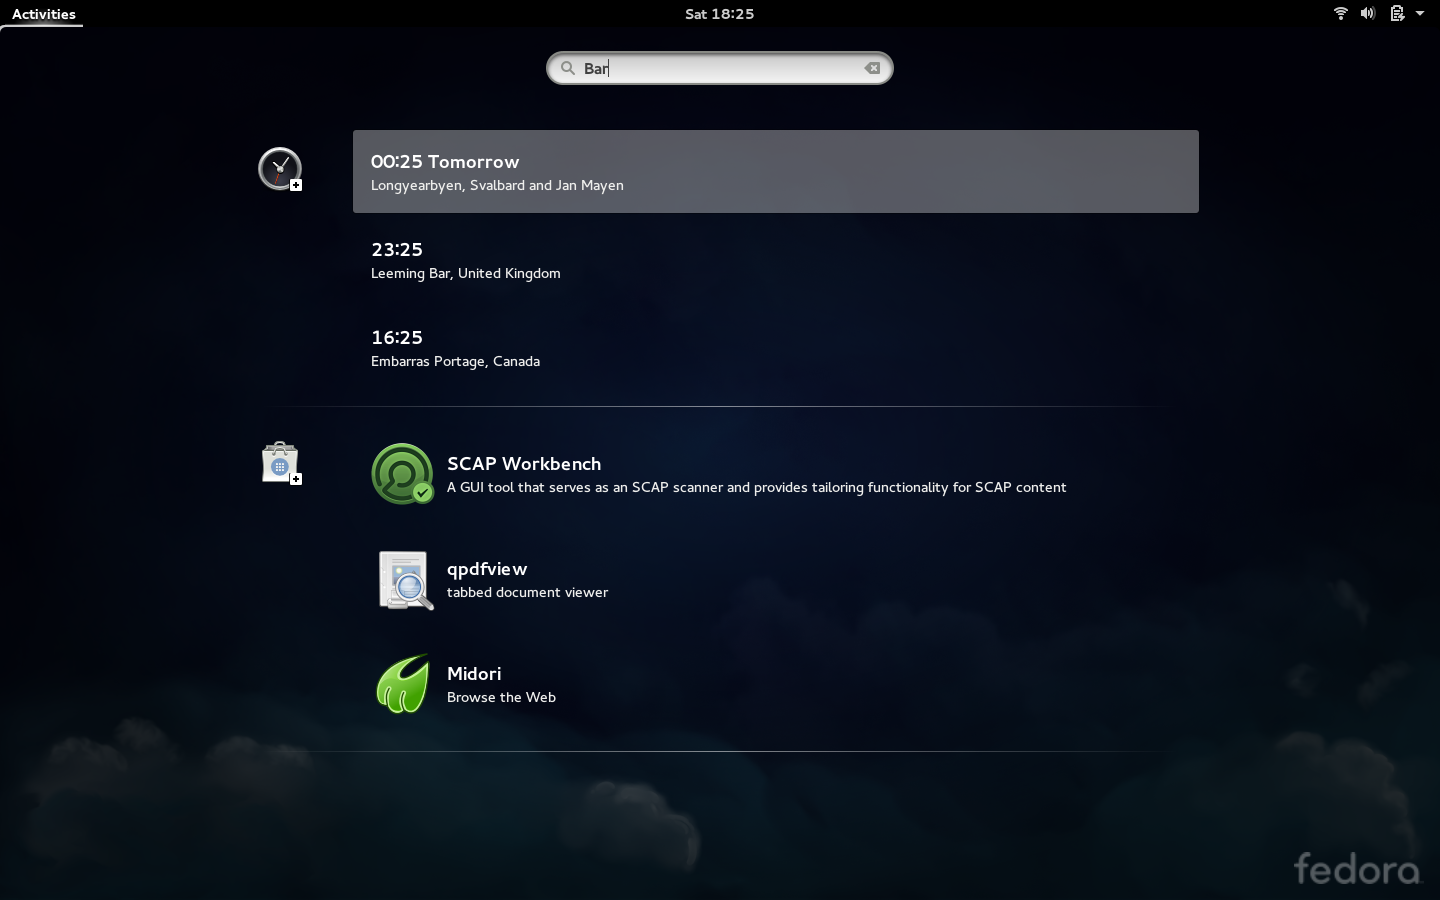 Activities
Sat 18:25
Bar
00:25 Tomorrow
Longyearbyen, Svalbard and Jan Mayen
23:25
Leeming Bar, United Kingdom
16:25
Embarras Portage, Canada
SCAP Workbench
A GUI tool that serves as an SCAP scanner and provides tailoring functionality for SCAP content
qpdfview
tabbed document viewer
Midori
Browse the Web
fedora